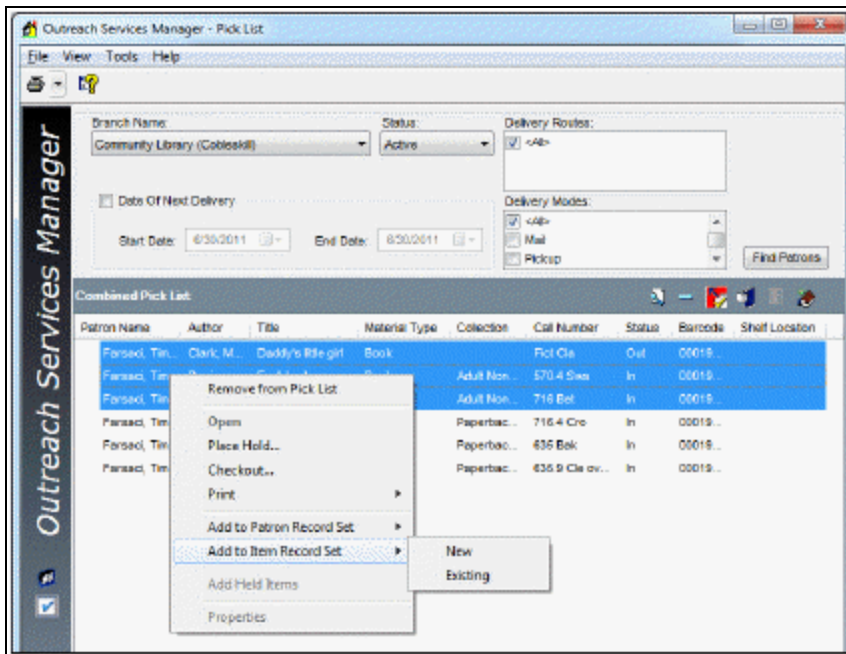 Outreach Services Manager - Pick List
File View Tools Help
Outreach Services Manager
Branch Name: Status: Delivery Routes:
Community Library (Cobleskill) Active <All>
Date Of Next Delivery Delivery Modes:
<All>
Start Date: 6/30/2011 End Date: 6/30/2011 Mail
Pickup Find Patrons
Combined Pick List
Patron Name Author Title Material Type Collection Call Number Status Barcode Shelf Location
Farsaci, Tim... Clark, M... Daddy's little girl Book Fict Cla Out 00019...
Farsaci, Tim Adult Non... 570.4 Swa In 00019...
Farsaci, Tim Adult Non... 716 Bet In 00019...
Farsaci, Tim Paperbac... 716.4 Cro In 00019...
Farsaci, Tim Paperbac... 635 Bak In 00019...
Farsaci, Tim Paperbac... 635.9 Cle ov... In 00019...
Remove from Pick List
Open
Place Hold...
Checkout...
Print
Add to Patron Record Set
Add to Item Record Set
New
Existing
Add Held Items
Properties